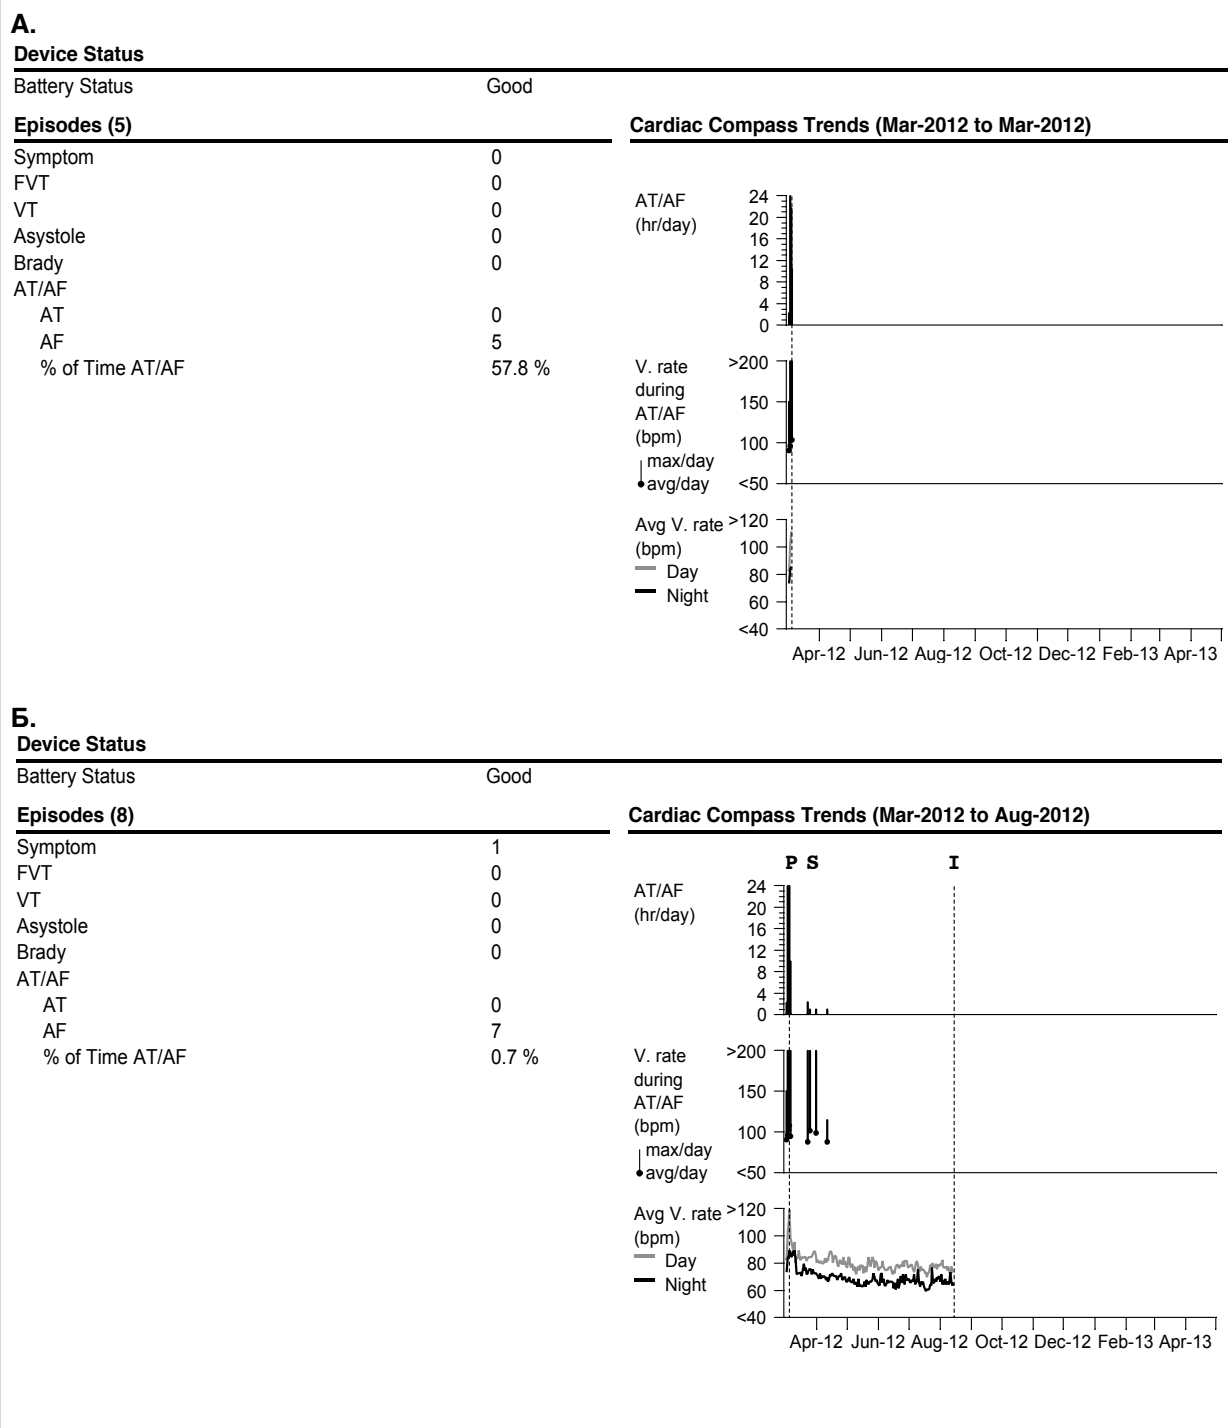 А.
Device Status
Battery Status Good
Episodes (5)
Symptom 0
FVT 0
VT 0
Asystole 0
Brady 0
AT/AF
AT 0
AF 5
% of Time AT/AF 57.8 %
Cardiac Compass Trends (Mar-2012 to Mar-2012)
AT/AF
(hr/day)
24
20
16
12
8
4
0
V. rate
during
AT/AF
(bpm)
max/day
avg/day
>200
150
100
<50
Avg V. rate
(bpm)
Day
Night
>120
100
80
60
<40
Apr-12 Jun-12 Aug-12 Oct-12 Dec-12 Feb-13 Apr-13
Б.
Device Status
Battery Status Good
Episodes (8)
Symptom 1
FVT 0
VT 0
Asystole 0
Brady 0
AT/AF
AT 0
AF 7
% of Time AT/AF 0.7 %
Cardiac Compass Trends (Mar-2012 to Aug-2012)
P S I
AT/AF
(hr/day)
24
20
16
12
8
4
0
V. rate
during
AT/AF
(bpm)
max/day
avg/day
>200
150
100
<50
Avg V. rate
(bpm)
Day
Night
>120
100
80
60
<40
Apr-12 Jun-12 Aug-12 Oct-12 Dec-12 Feb-13 Apr-13